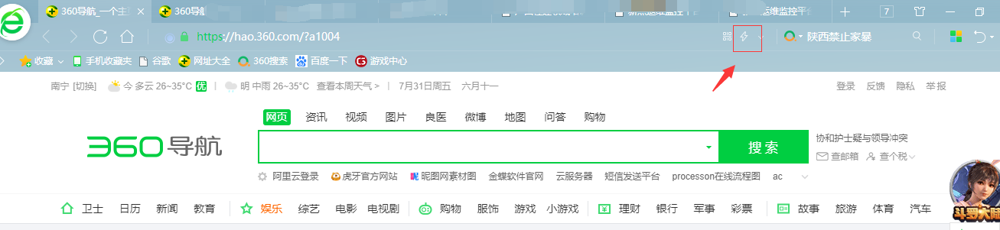 360导航_一个主
360导航
运维监控平台
7
https://hao.360.com/?a1004
陕西禁止家暴
收藏 手机收藏夹 谷歌 网址大全 360搜索 百度一下 游戏中心
南宁 [切换] 今 多云 26~35°C 优 明 中雨 26~35°C 查看本周天气 > 7月31日周五 六月十一 登录 反馈 隐私 举报
网页 资讯 视频 图片 良医 微博 地图 问答 购物
360导航
搜索
协和护士疑与领导冲突
查邮箱 查个税
阿里云登录 虎牙官方网站 昵图网素材图 金蝶软件官网 云服务器 短信发送平台 processon在线流程图 ac
卫士 日历 新闻 教育 娱乐 综艺 电影 电视剧 购物 服饰 游戏 小游戏 理财 银行 军事 彩票 故事 旅游 体育 汽车
斗罗大陆